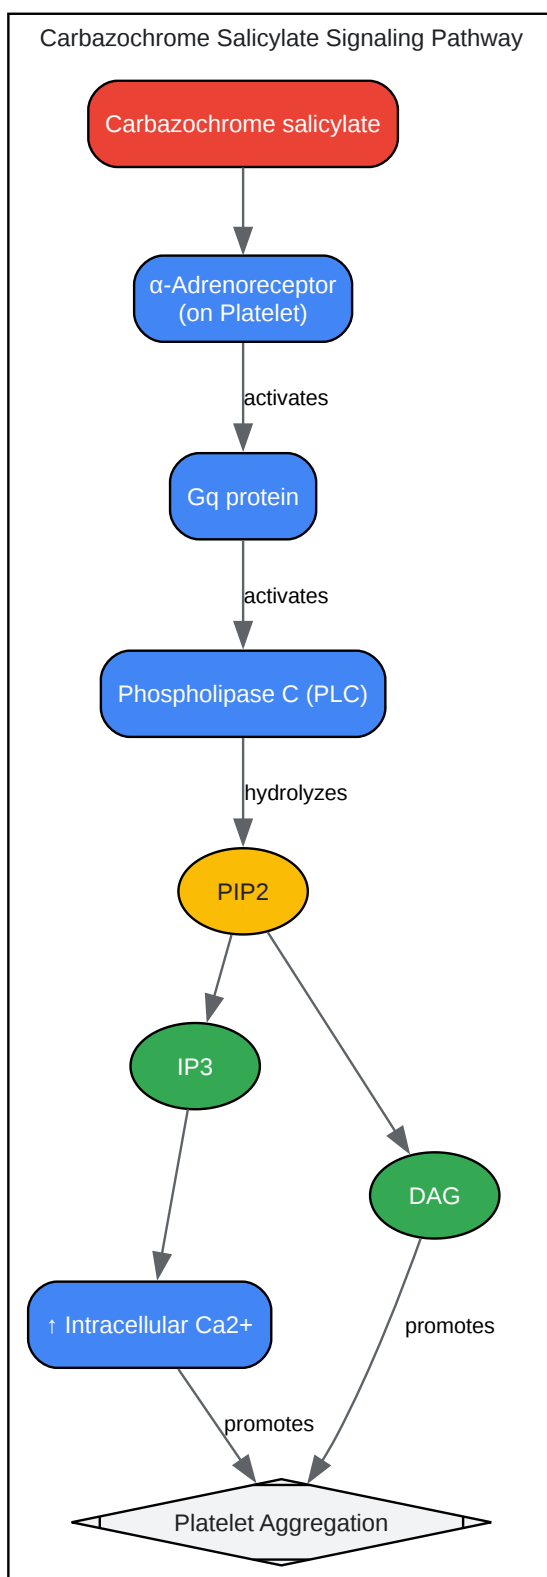 Carbazochrome Salicylate Signaling Pathway
Carbazochrome salicylate
α-Adrenoreceptor
(on Platelet)
activates
Gq protein
activates
Phospholipase C (PLC)
hydrolyzes
PIP2
IP3
DAG
↑ Intracellular Ca2+
promotes
promotes
Platelet Aggregation